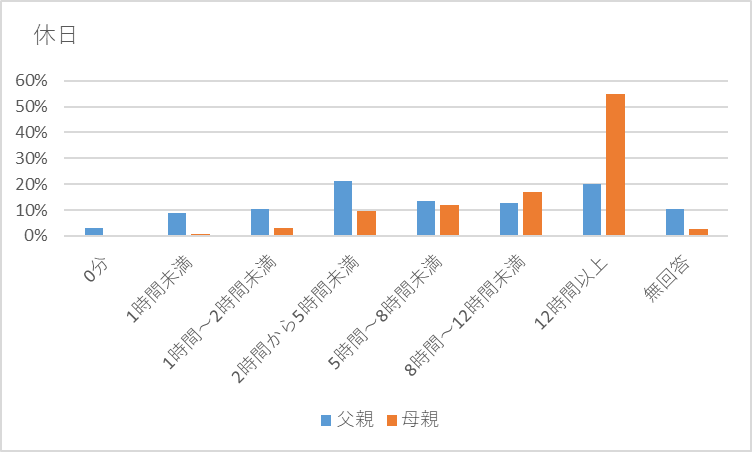 休日
60%
50%
40%
30%
20%
10%
0%
0分
1時間未満
1時間～2時間未満
2時間から5時間未満
5時間～8時間未満
8時間～12時間未満
12時間以上
無回答
父親 母親